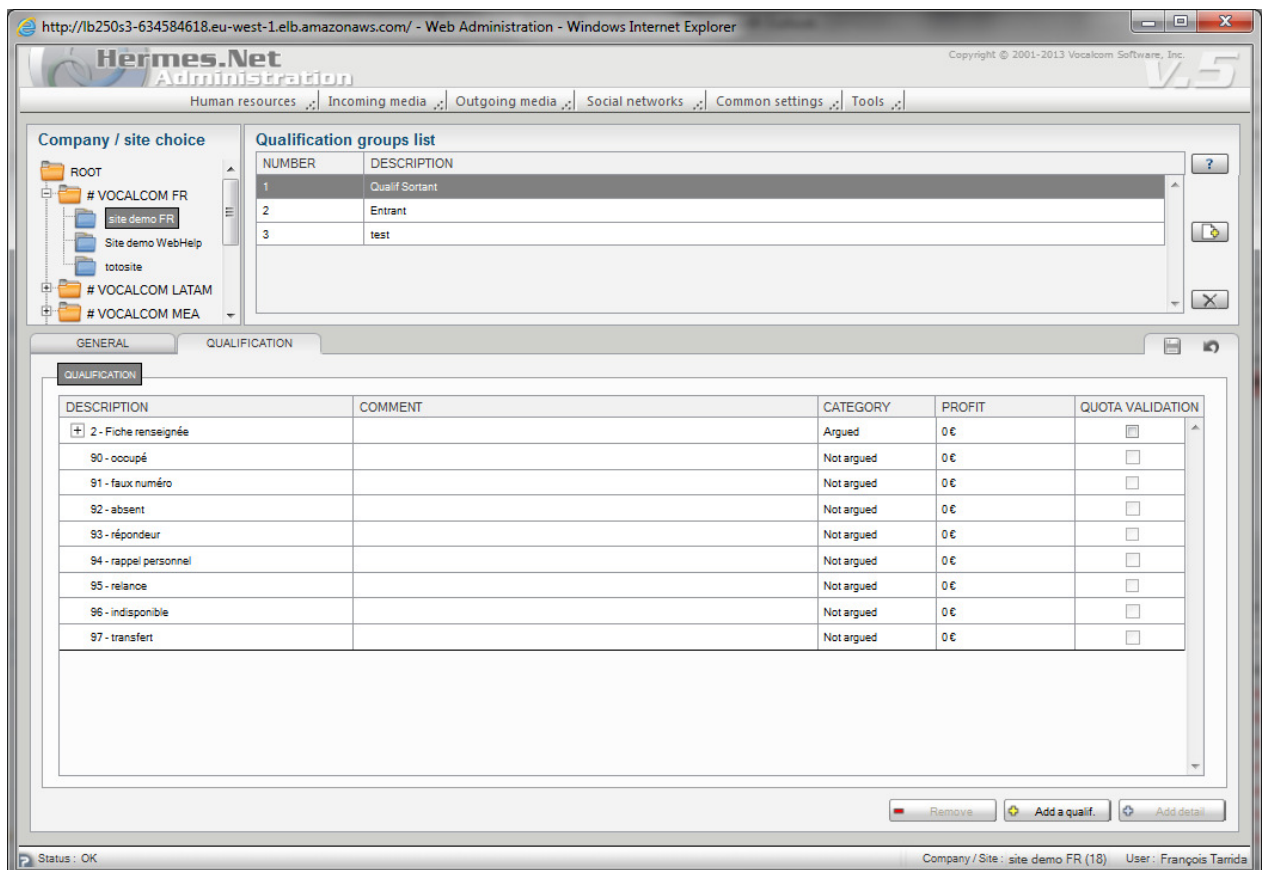 http://lb250s3-634584618.eu-west-1.elb.amazonaws.com/ - Web Administration - Windows Internet Explorer
Hermes.Net
Administration
Copyright © 2001-2013 Vocalcom Software, Inc.
V.5
Human resources Incoming media Outgoing media Social networks Common settings Tools
Company / site choice
ROOT
# VOCALCOM FR
site demo FR
Site demo WebHelp
totosite
# VOCALCOM LATAM
# VOCALCOM MEA
Qualification groups list
NUMBER DESCRIPTION
1 Qualif Sortant
2 Entrant
3 test
?
GENERAL QUALIFICATION
QUALIFICATION
DESCRIPTION COMMENT CATEGORY PROFIT QUOTA VALIDATION
2 - Fiche renseignée Argued 0 €
90 - occupé Not argued 0 €
91 - faux numéro Not argued 0 €
92 - absent Not argued 0 €
93 - répondeur Not argued 0 €
94 - rappel personnel Not argued 0 €
95 - relance Not argued 0 €
96 - indisponible Not argued 0 €
97 - transfert Not argued 0 €
Remove Add a qualif. Add detail
Status : OK Company / Site : site demo FR (18) User : François Tarrida